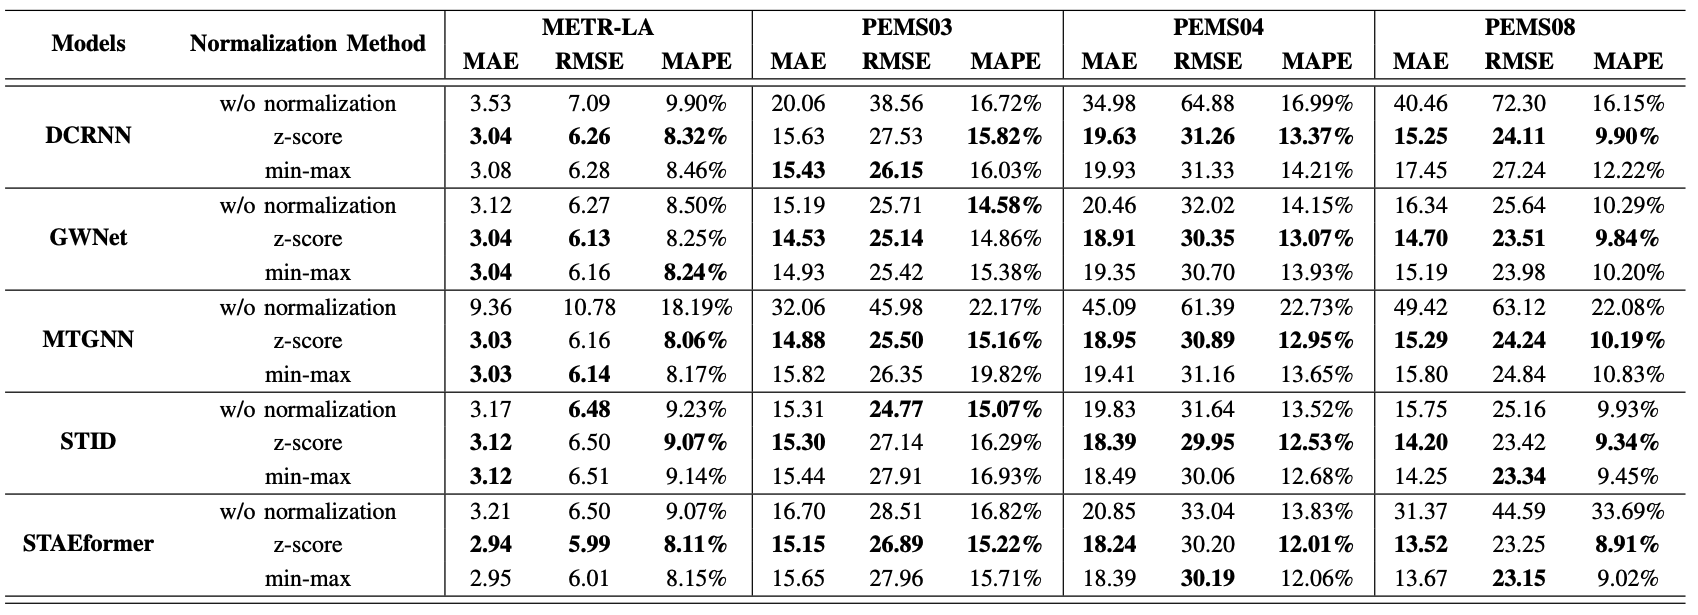 Models Normalization Method METR-LA PEMS03 PEMS04 PEMS08
MAE RMSE MAPE MAE RMSE MAPE MAE RMSE MAPE MAE RMSE MAPE
w/o normalization 3.53 7.09 9.90% 20.06 38.56 16.72% 34.98 64.88 16.99% 40.46 72.30 16.15%
DCRNN z-score 3.04 6.26 8.32% 15.63 27.53 15.82% 19.63 31.26 13.37% 15.25 24.11 9.90%
min-max 3.08 6.28 8.46% 15.43 26.15 16.03% 19.93 31.33 14.21% 17.45 27.24 12.22%
w/o normalization 3.12 6.27 8.50% 15.19 25.71 14.58% 20.46 32.02 14.15% 16.34 25.64 10.29%
GWNet z-score 3.04 6.13 8.25% 14.53 25.14 14.86% 18.91 30.35 13.07% 14.70 23.51 9.84%
min-max 3.04 6.16 8.24% 14.93 25.42 15.38% 19.35 30.70 13.93% 15.19 23.98 10.20%
w/o normalization 9.36 10.78 18.19% 32.06 45.98 22.17% 45.09 61.39 22.73% 49.42 63.12 22.08%
MTGNN z-score 3.03 6.16 8.06% 14.88 25.50 15.16% 18.95 30.89 12.95% 15.29 24.24 10.19%
min-max 3.03 6.14 8.17% 15.82 26.35 19.82% 19.41 31.16 13.65% 15.80 24.84 10.83%
w/o normalization 3.17 6.48 9.23% 15.31 24.77 15.07% 19.83 31.64 13.52% 15.75 25.16 9.93%
STID z-score 3.12 6.50 9.07% 15.30 27.14 16.29% 18.39 29.95 12.53% 14.20 23.42 9.34%
min-max 3.12 6.51 9.14% 15.44 27.91 16.93% 18.49 30.06 12.68% 14.25 23.34 9.45%
w/o normalization 3.21 6.50 9.07% 16.70 28.51 16.82% 20.85 33.04 13.83% 31.37 44.59 33.69%
STAEformer z-score 2.94 5.99 8.11% 15.15 26.89 15.22% 18.24 30.20 12.01% 13.52 23.25 8.91%
min-max 2.95 6.01 8.15% 15.65 27.96 15.71% 18.39 30.19 12.06% 13.67 23.15 9.02%